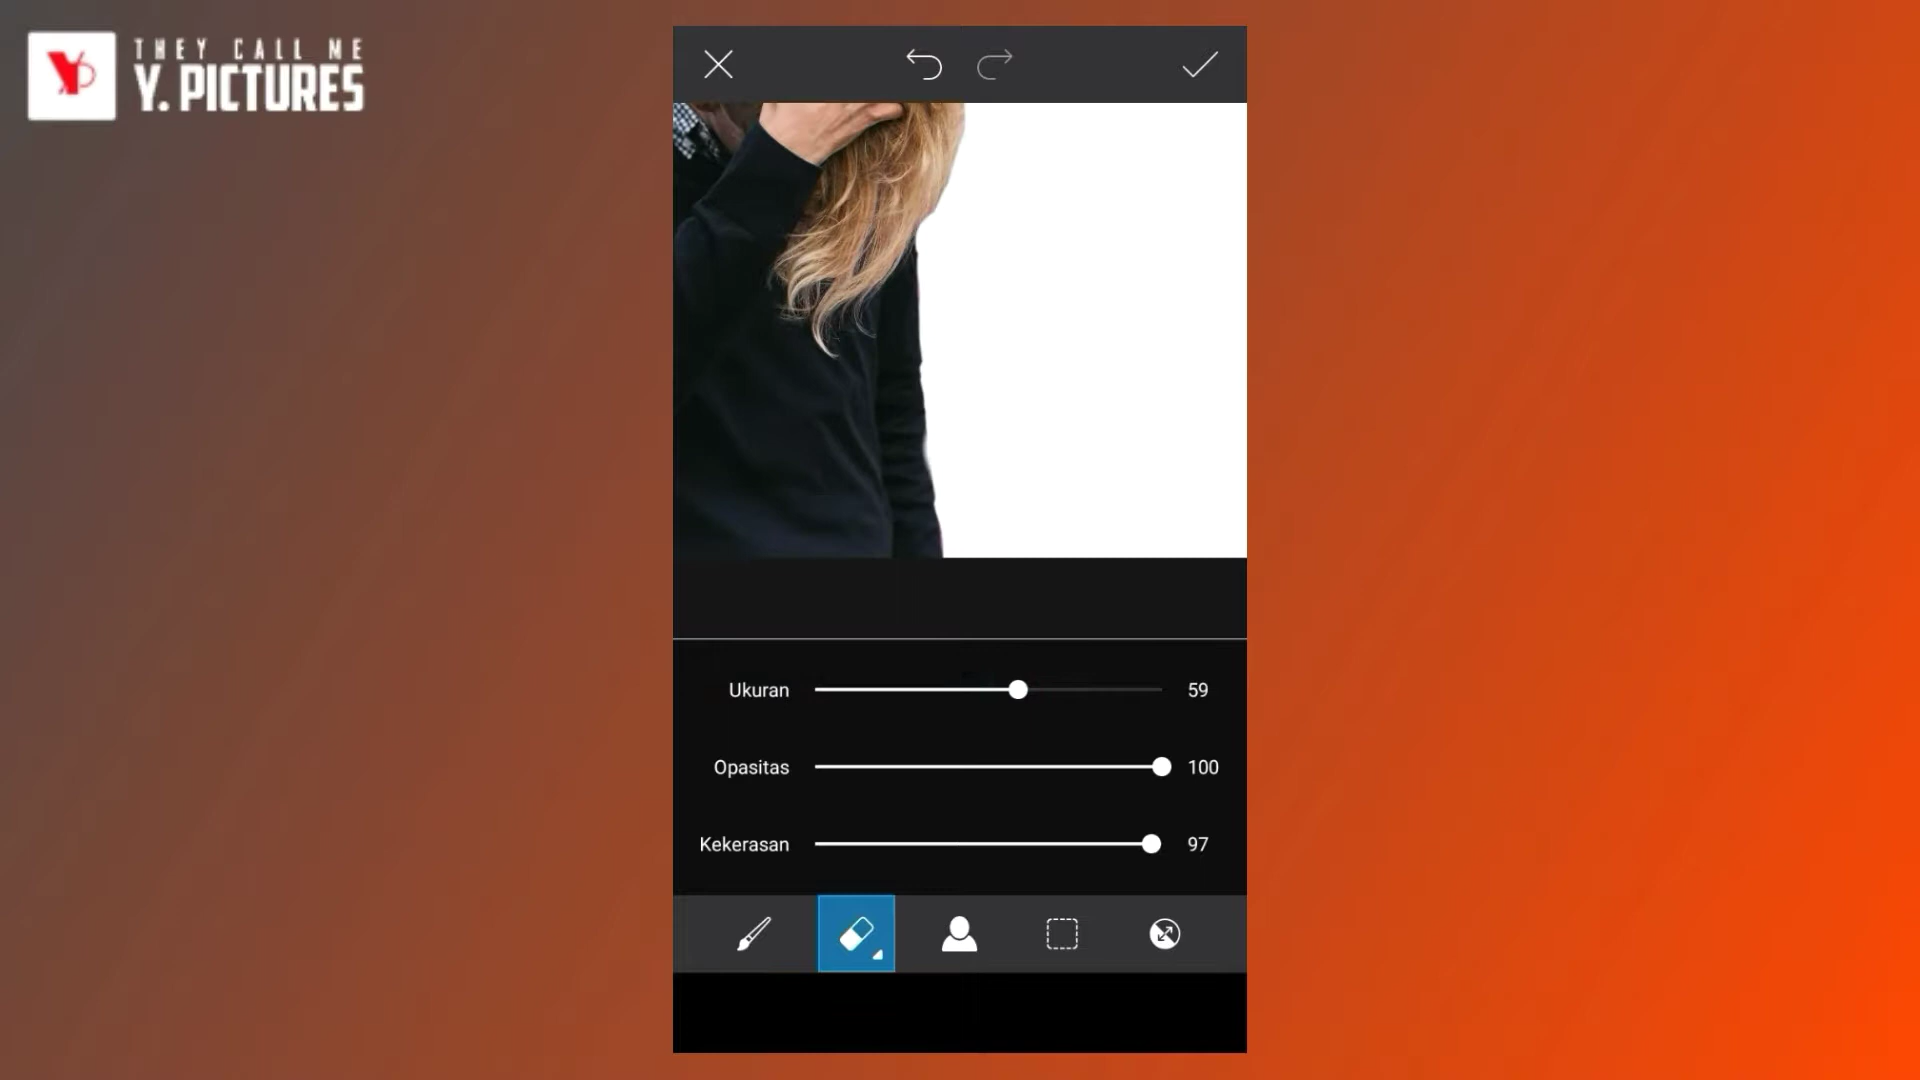 THEY CALL ME
Y. PICTURES
Ukuran 59
Opasitas 100
Kekerasan 97